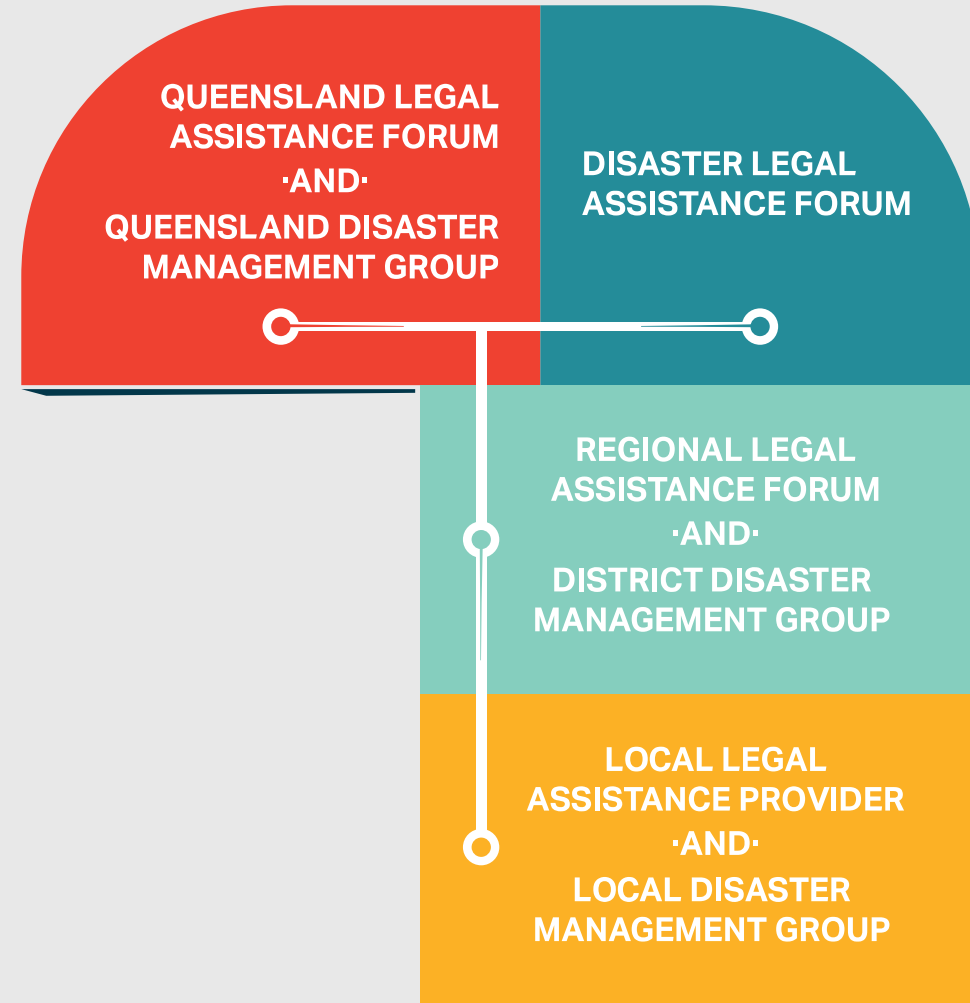 QUEENSLAND LEGAL
ASSISTANCE FORUM
·AND·
QUEENSLAND DISASTER
MANAGEMENT GROUP
DISASTER LEGAL
ASSISTANCE FORUM
REGIONAL LEGAL
ASSISTANCE FORUM
·AND·
DISTRICT DISASTER
MANAGEMENT GROUP
LOCAL LEGAL
ASSISTANCE PROVIDER
·AND·
LOCAL DISASTER
MANAGEMENT GROUP